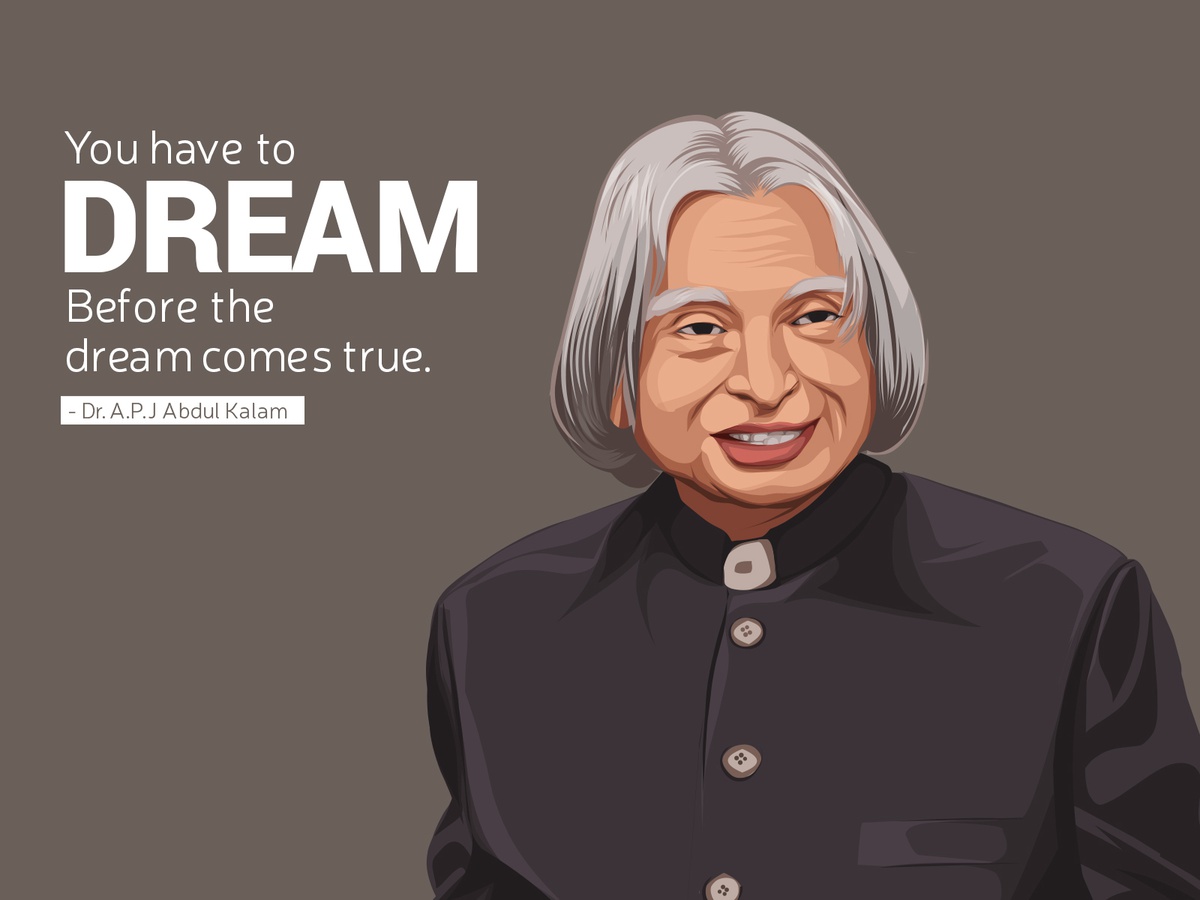 You have to
DREAM
Before the
dream comes true.
- Dr. A.P.J Abdul Kalam